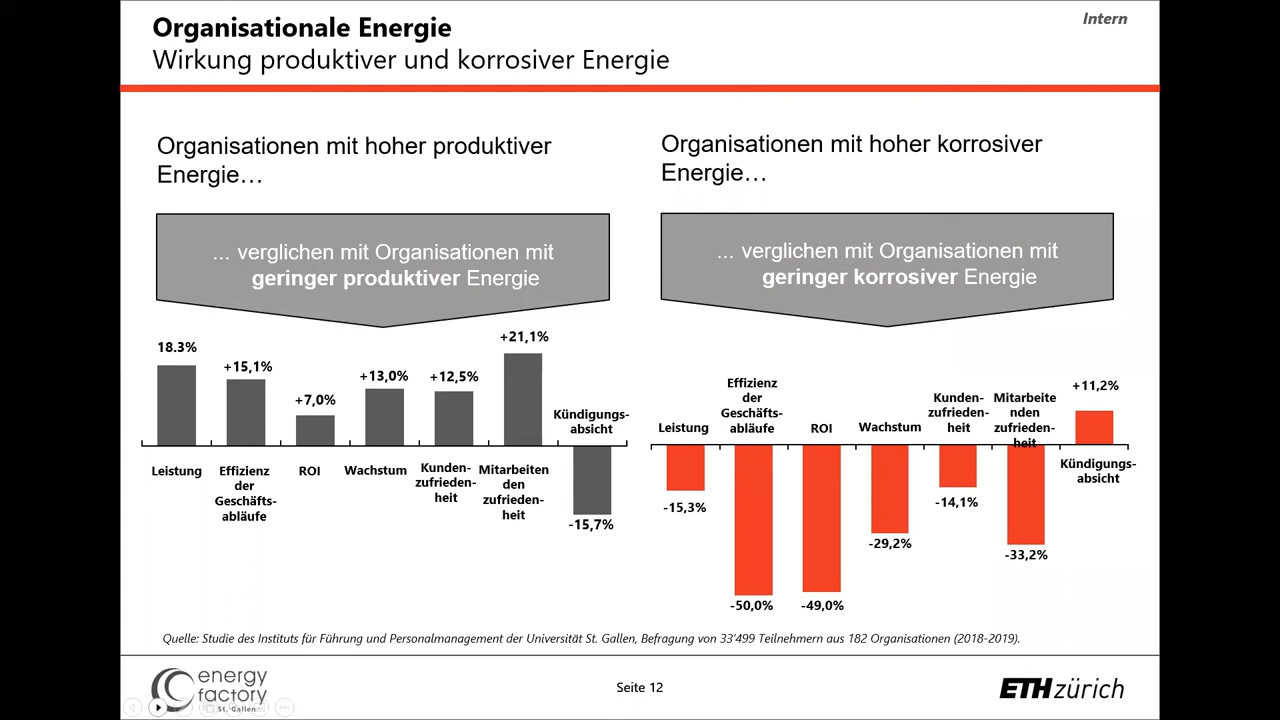 Organisationale Energie
Wirkung produktiver und korrosiver Energie
Intern
Organisationen mit hoher produktiver
Energie…
... verglichen mit Organisationen mit
geringer produktiver Energie
18.3%
+15,1%
+7,0%
+13,0%
+12,5%
+21,1%
Kündigungs-
absicht
Leistung
Effizienz
der
Geschäfts-
abläufe
ROI
Wachstum
Kunden-
zufrieden-
heit
Mitarbeiten
den
zufrieden-
heit
-15,7%
Organisationen mit hoher korrosiver
Energie…
... verglichen mit Organisationen mit
geringer korrosiver Energie
Leistung
Effizienz
der
Geschäfts-
abläufe
ROI
Wachstum
Kunden-
zufrieden-
heit
Mitarbeite
nden
zufrieden-
heit
+11,2%
Kündigungs-
absicht
-15,3%
-50,0%
-49,0%
-29,2%
-14,1%
-33,2%
Quelle: Studie des Instituts für Führung und Personalmanagement der Universität St. Gallen, Befragung von 33'499 Teilnehmern aus 182 Organisationen (2018-2019).
energy
factory
St. Gallen
Seite 12
ETH zürich